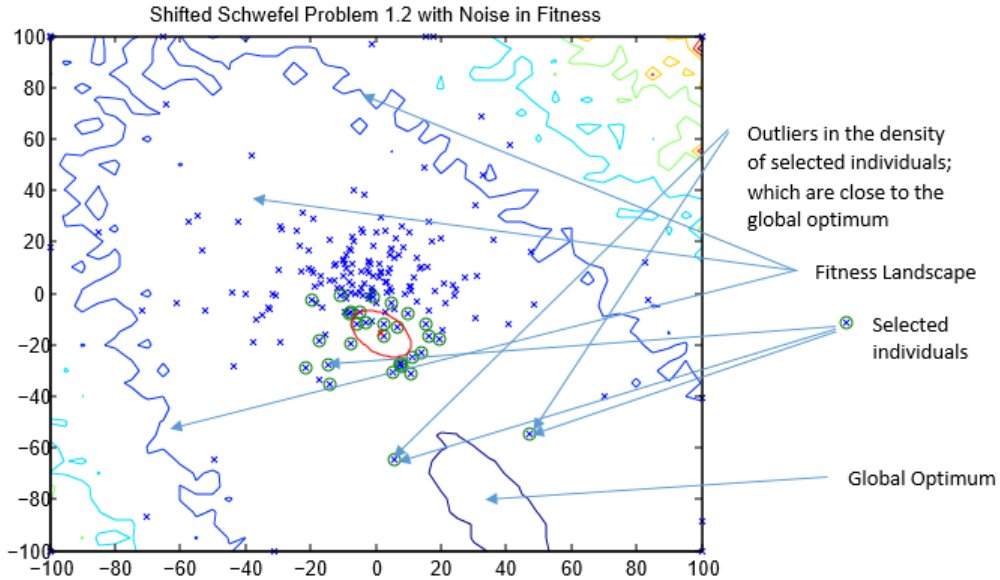 Shifted Schwefel Problem 1.2 with Noise in Fitness
100
80
60
40
20
0
−20
−40
−60
−80
−100
−100 −80 −60 −40 −20 0 20 40 60 80 100
Outliers in the density
of selected individuals;
which are close to the
global optimum
Fitness Landscape
Selected
individuals
Global Optimum